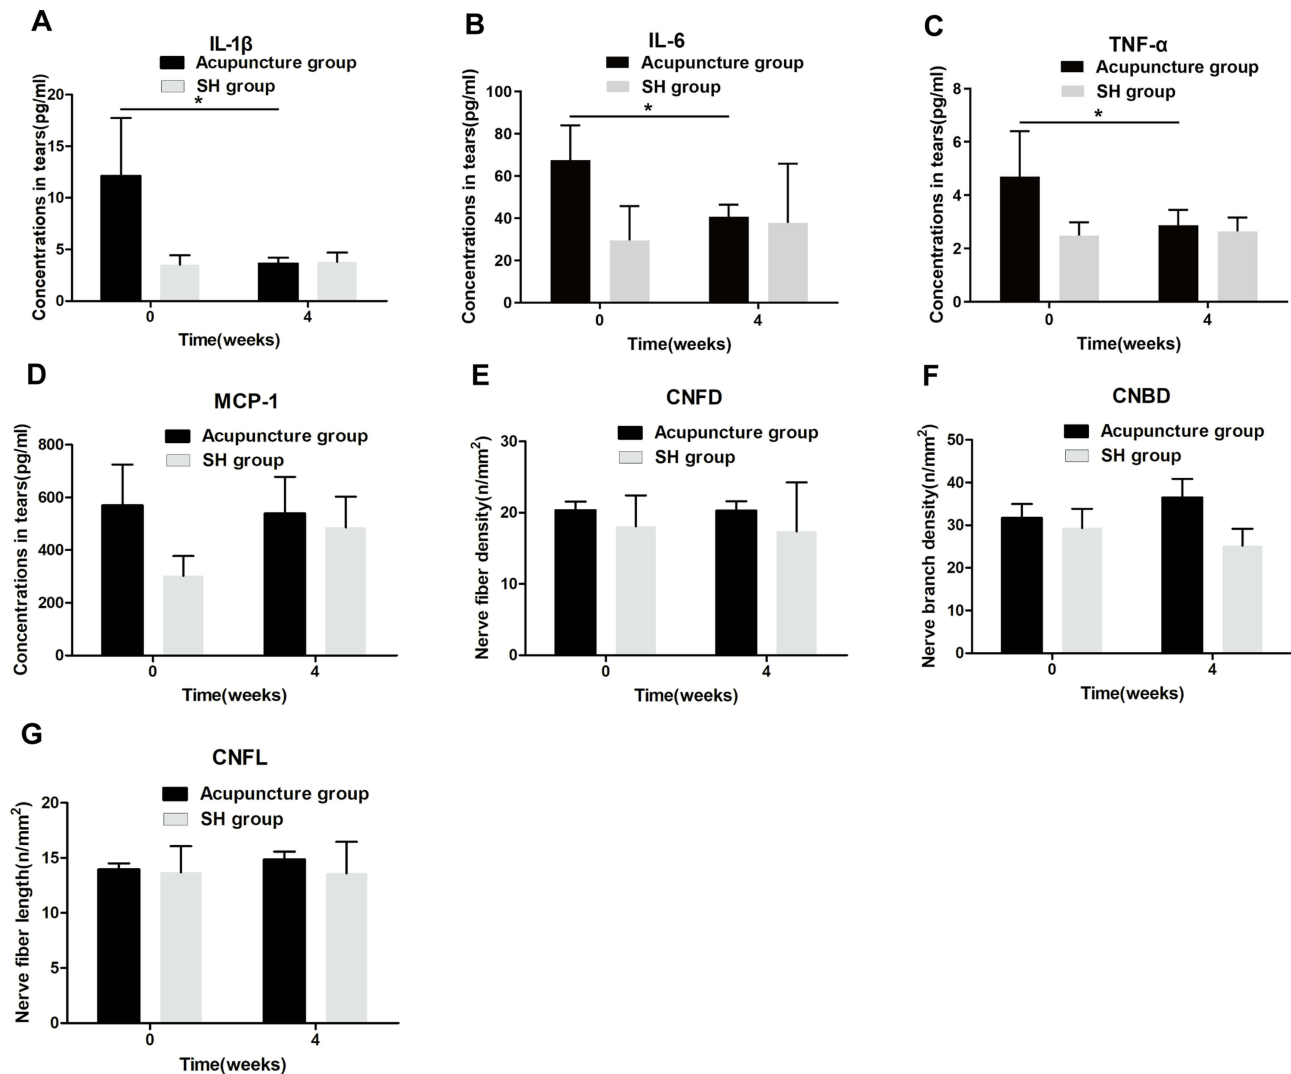 A
IL-1β
Acupuncture group
SH group
Concentrations in tears(pg/ml)
20
15
10
5
0
*
0
4
Time(weeks)
B
IL-6
Acupuncture group
SH group
Concentrations in tears(pg/ml)
100
80
60
40
20
0
*
0
4
Time(weeks)
C
TNF-α
Acupuncture group
SH group
Concentrations in tears(pg/ml)
8
6
4
2
0
*
0
4
Time(weeks)
D
MCP-1
Acupuncture group
SH group
Concentrations in tears(pg/ml)
800
600
400
200
0
0
4
Time(weeks)
E
CNFD
Acupuncture group
SH group
Nerve fiber density(n/mm²)
30
20
10
0
0
4
Time(weeks)
F
CNBD
Acupuncture group
SH group
Nerve branch density(n/mm²)
50
40
30
20
10
0
0
4
Time(weeks)
G
CNFL
Acupuncture group
SH group
Nerve fiber length(n/mm²)
20
15
10
5
0
0
4
Time(weeks)